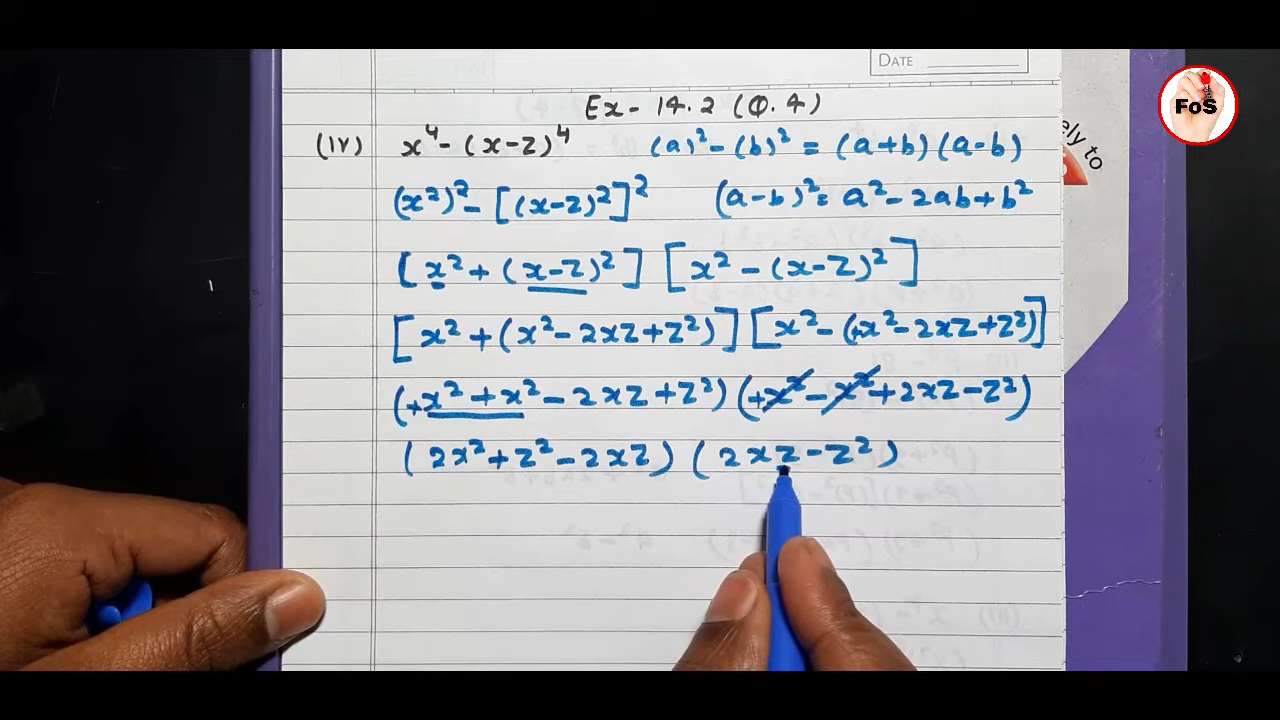 DATE
FoS
ely to
Ex - 14.2 (Q.4)
(iv) x⁴ - (x-z)⁴ (a)² - (b)² = (a+b) (a-b)
(x²)² - [(x-z)²]² (a-b)² = a² - 2ab + b²
[x² + (x-z)²] [x² - (x-z)²]
[x² + (x² - 2xz + z²)] [x² - (+x² - 2xz + z²)]
(+x² + x² - 2xz + z²) (+x² - x² + 2xz - z²)
(2x² + z² - 2xz) (2xz - z²)